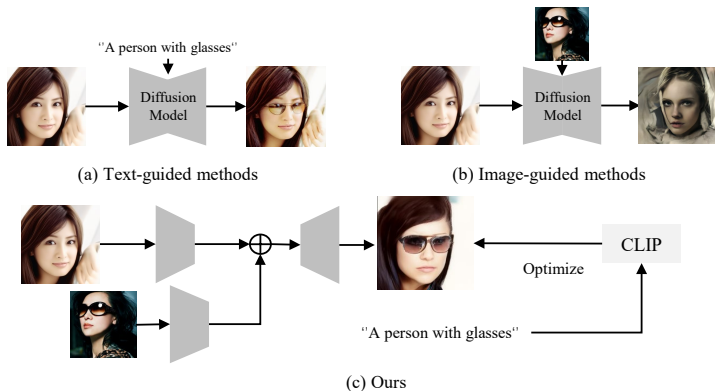 ‘‘A person with glasses‘‘
Diffusion
Model
Diffusion
Model
(a) Text-guided methods
(b) Image-guided methods
CLIP
Optimize
‘‘A person with glasses‘‘
(c) Ours